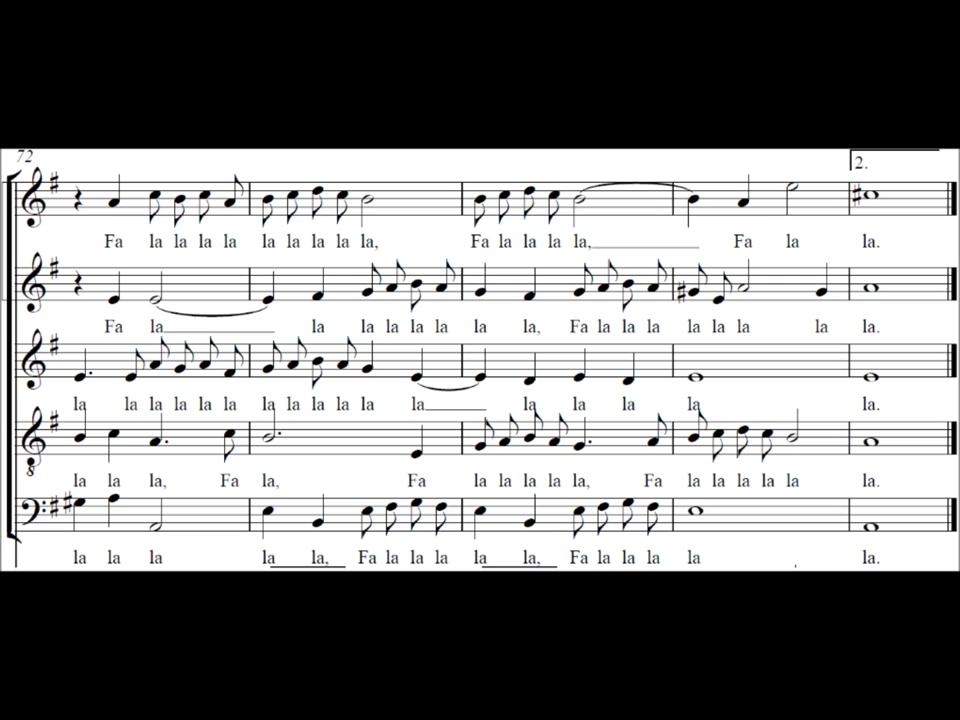 72
2.
Fa la la la la la la la la la, Fa la la la la, Fa la la.
Fa la la la la la la la la, Fa la la la la la la la la.
la la la la la la la la la la la la la la la la la.
8
la la la, Fa la, Fa la la la la la, Fa la la la la la la.
la la la la la, Fa la la la la la, Fa la la la la la.